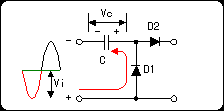 Vc
- - + D2
C D1
Vi
+